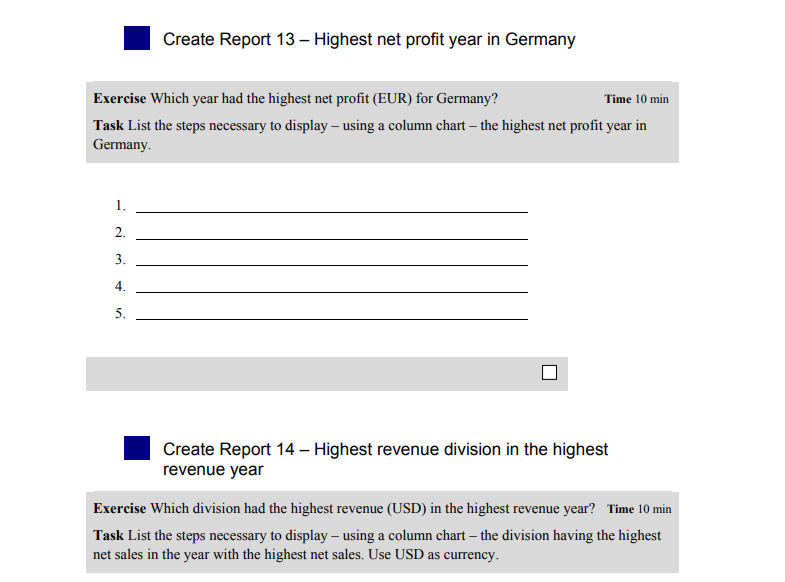 Create Report 13 – Highest net profit year in Germany
Exercise Which year had the highest net profit (EUR) for Germany? Time 10 min
Task List the steps necessary to display – using a column chart – the highest net profit year in
Germany.
1.
2.
3.
4.
5.
Create Report 14 – Highest revenue division in the highest
revenue year
Exercise Which division had the highest revenue (USD) in the highest revenue year? Time 10 min
Task List the steps necessary to display – using a column chart – the division having the highest
net sales in the year with the highest net sales. Use USD as currency.